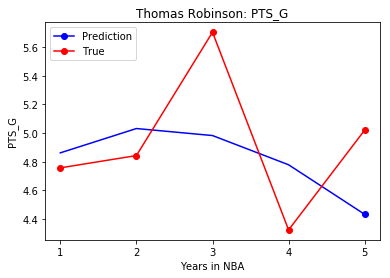 Thomas Robinson: PTS_G
Prediction
True
PTS_G
5.6
5.4
5.2
5.0
4.8
4.6
4.4
1 2 3 4 5
Years in NBA